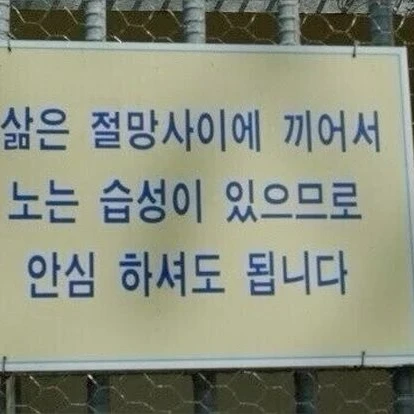 삶은 절망사이에 끼어서
노는 습성이 있으므로
안심 하셔도 됩니다